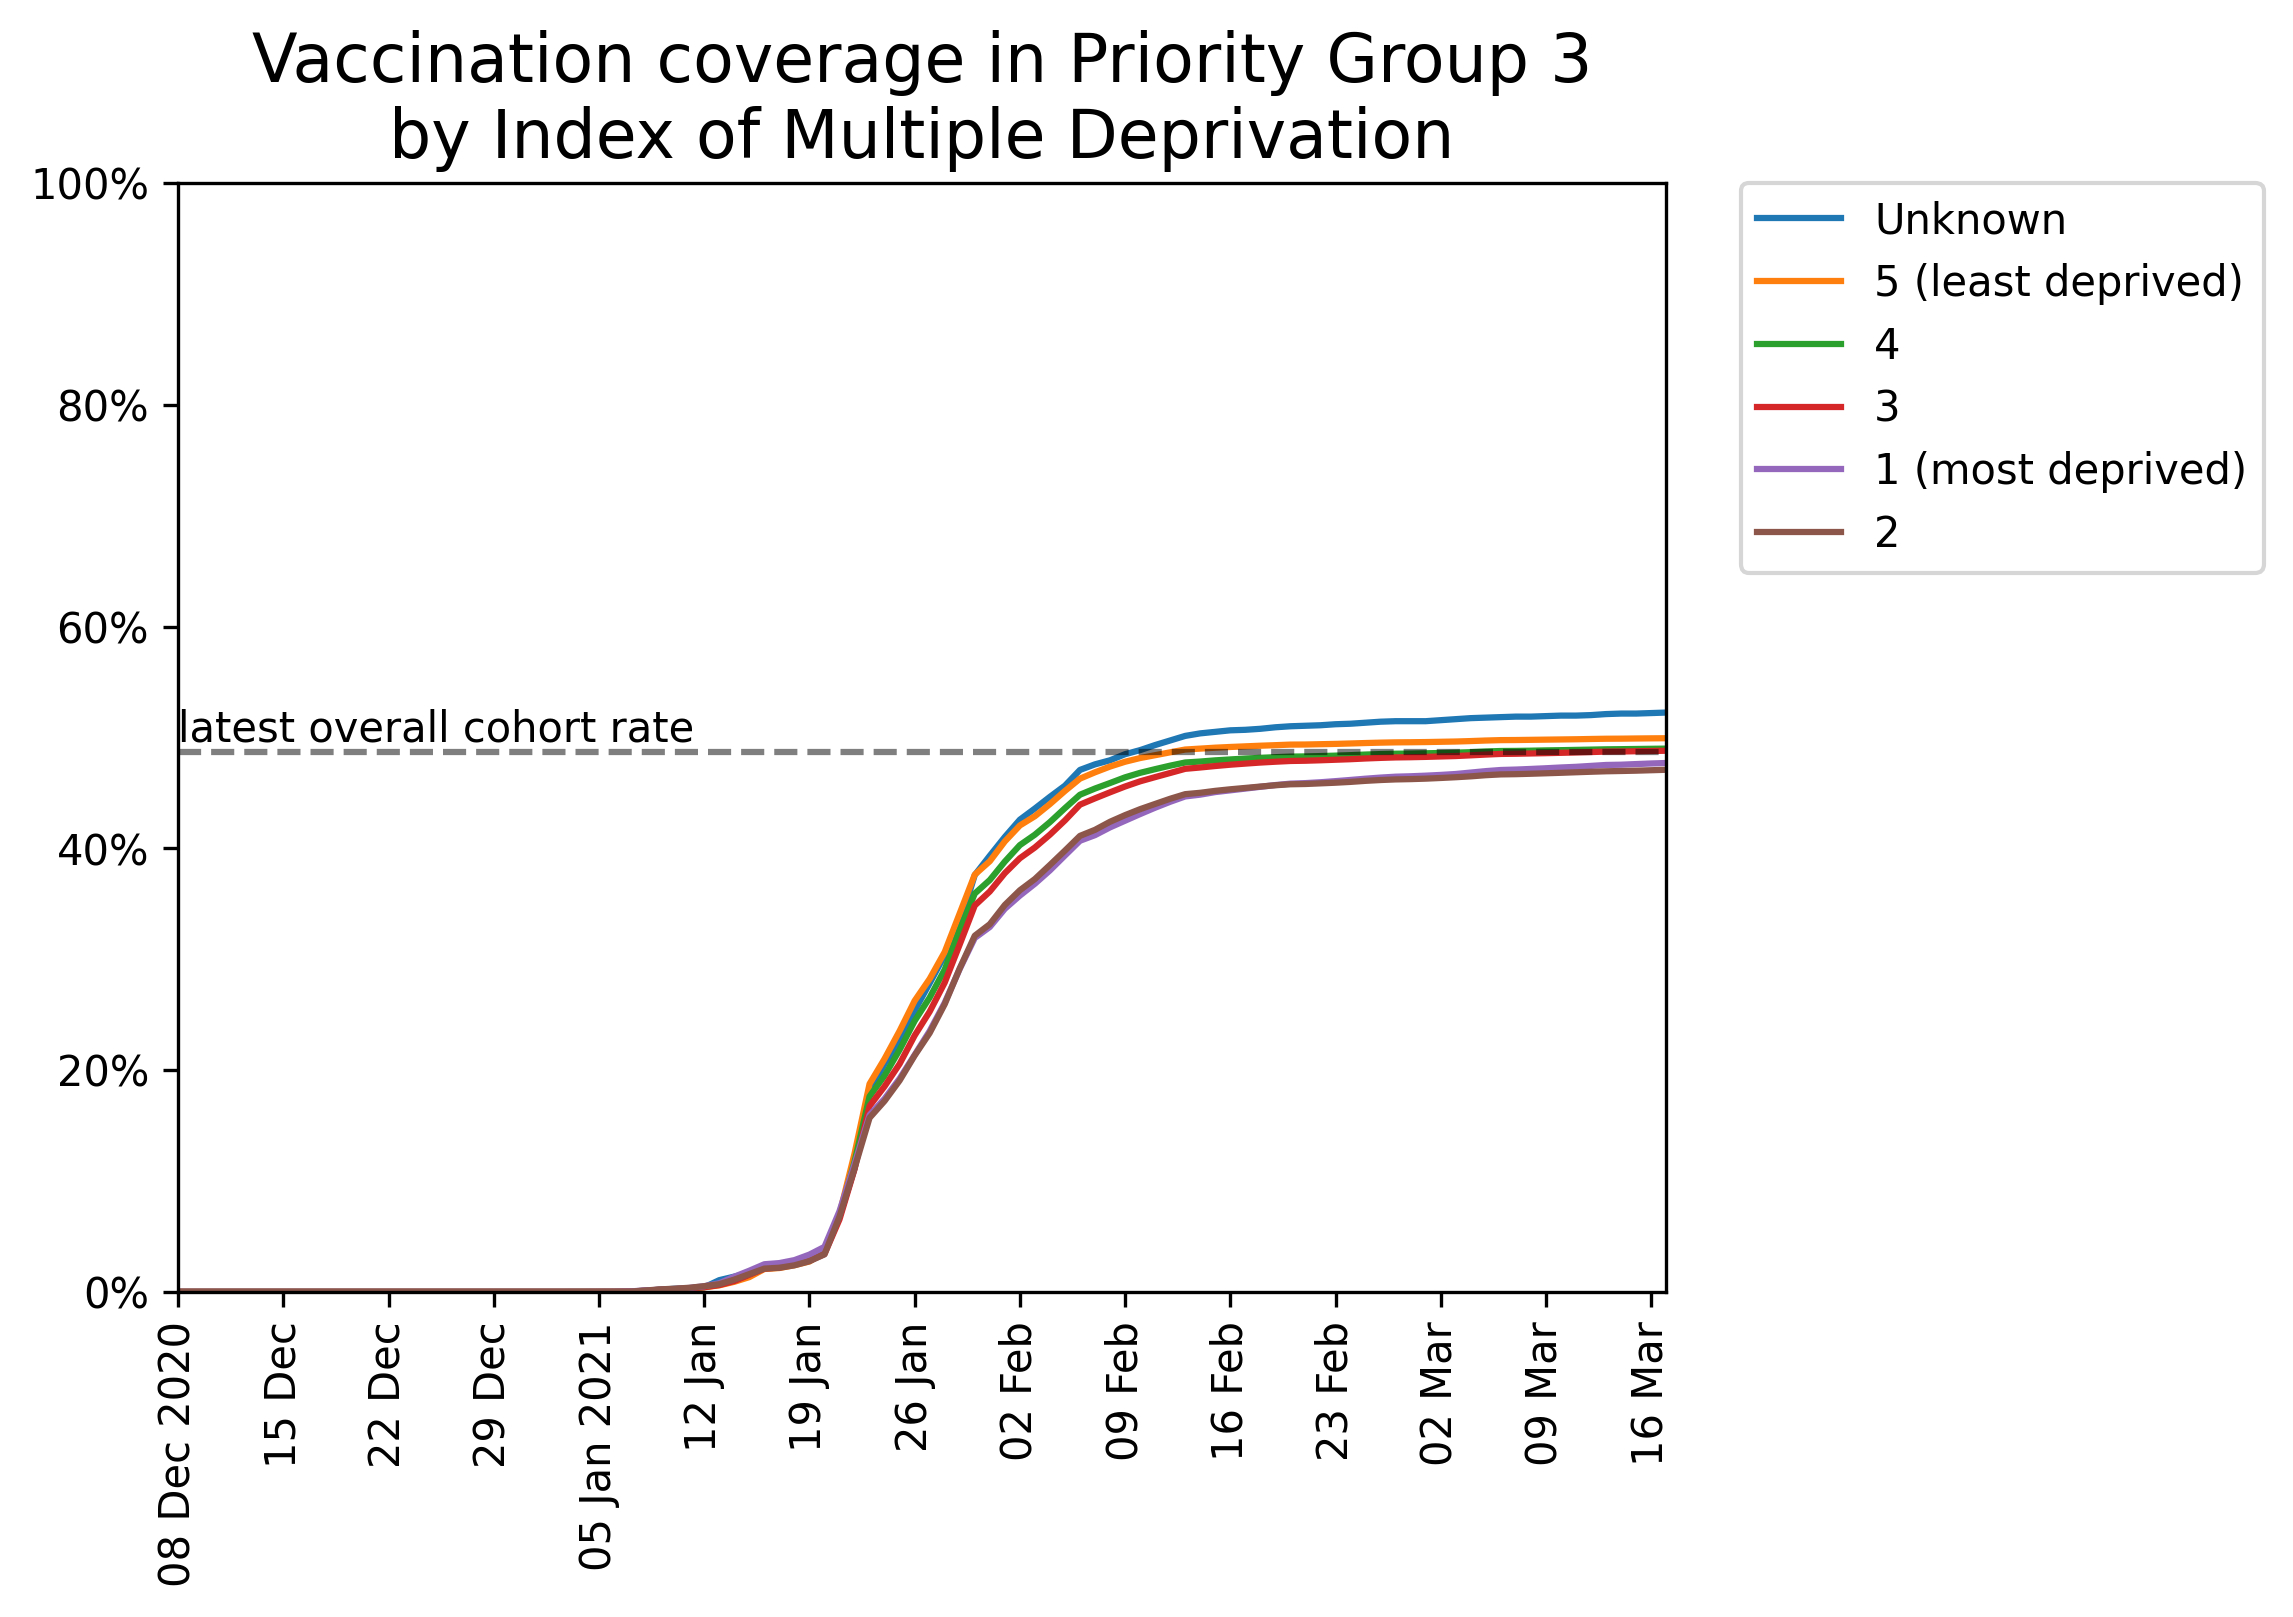 Vaccination coverage in Priority Group 3
by Index of Multiple Deprivation
100%
80%
60%
40%
20%
0%
latest overall cohort rate
08 Dec 2020
15 Dec
22 Dec
29 Dec
05 Jan 2021
12 Jan
19 Jan
26 Jan
02 Feb
09 Feb
16 Feb
23 Feb
02 Mar
09 Mar
16 Mar
Unknown
5 (least deprived)
4
3
1 (most deprived)
2